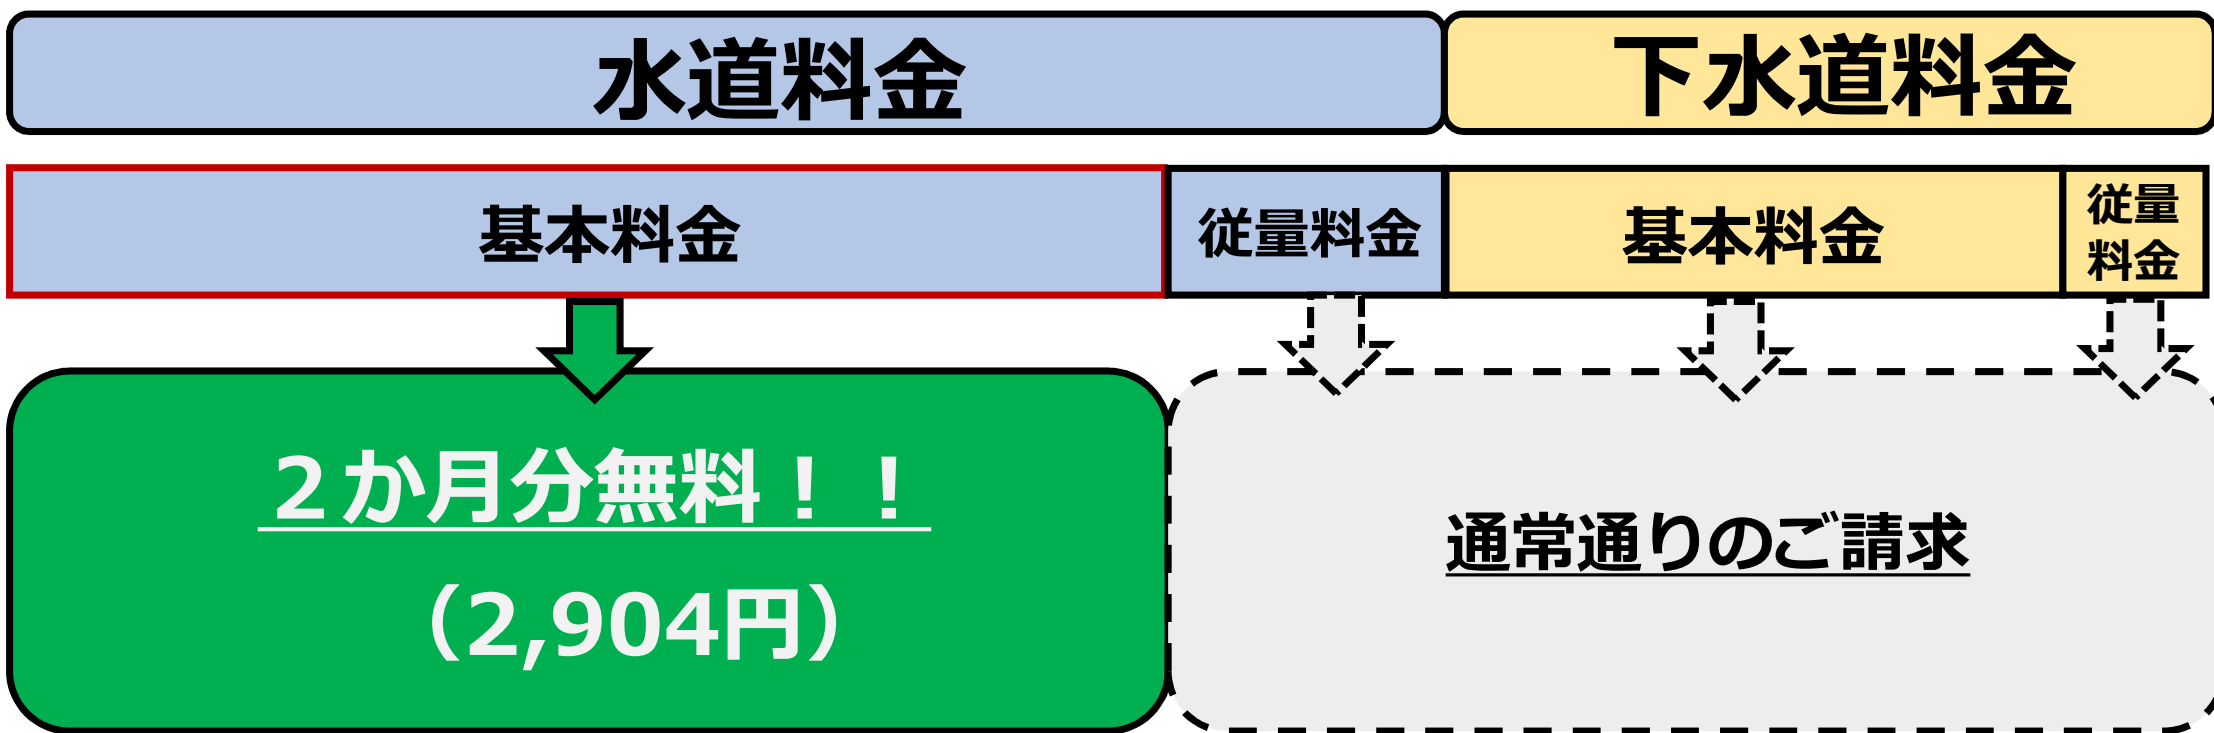 水道料金
下水道料金
基本料金
従量料金
基本料金
従量
料金
２か月分無料！！
（2,904円）
通常通りのご請求